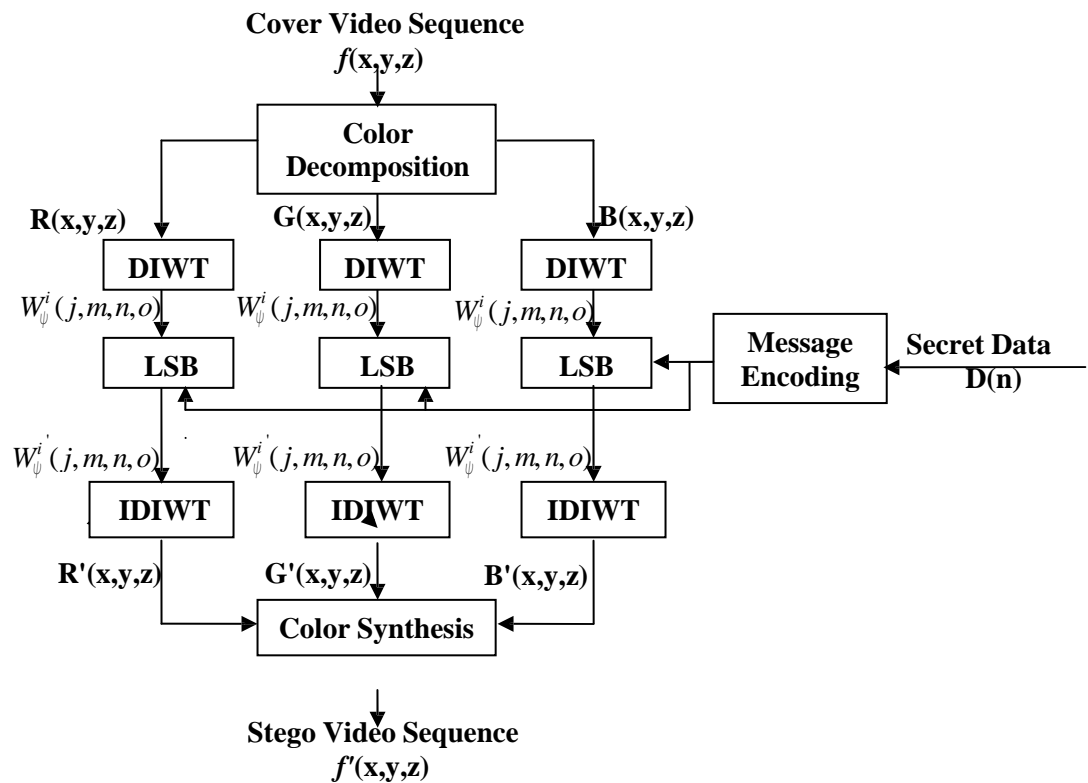 Cover Video Sequence
f(x,y,z)
Color
Decomposition
R(x,y,z)
G(x,y,z)
B(x,y,z)
DIWT
DIWT
DIWT
W_ψ^i(j,m,n,o)
W_ψ^i(j,m,n,o)
W_ψ^i(j,m,n,o)
LSB
LSB
LSB
Message
Encoding
Secret Data
D(n)
W_ψ^i'(j,m,n,o)
W_ψ^i'(j,m,n,o)
W_ψ^i'(j,m,n,o)
IDIWT
IDIWT
IDIWT
R'(x,y,z)
G'(x,y,z)
B'(x,y,z)
Color Synthesis
Stego Video Sequence
f'(x,y,z)